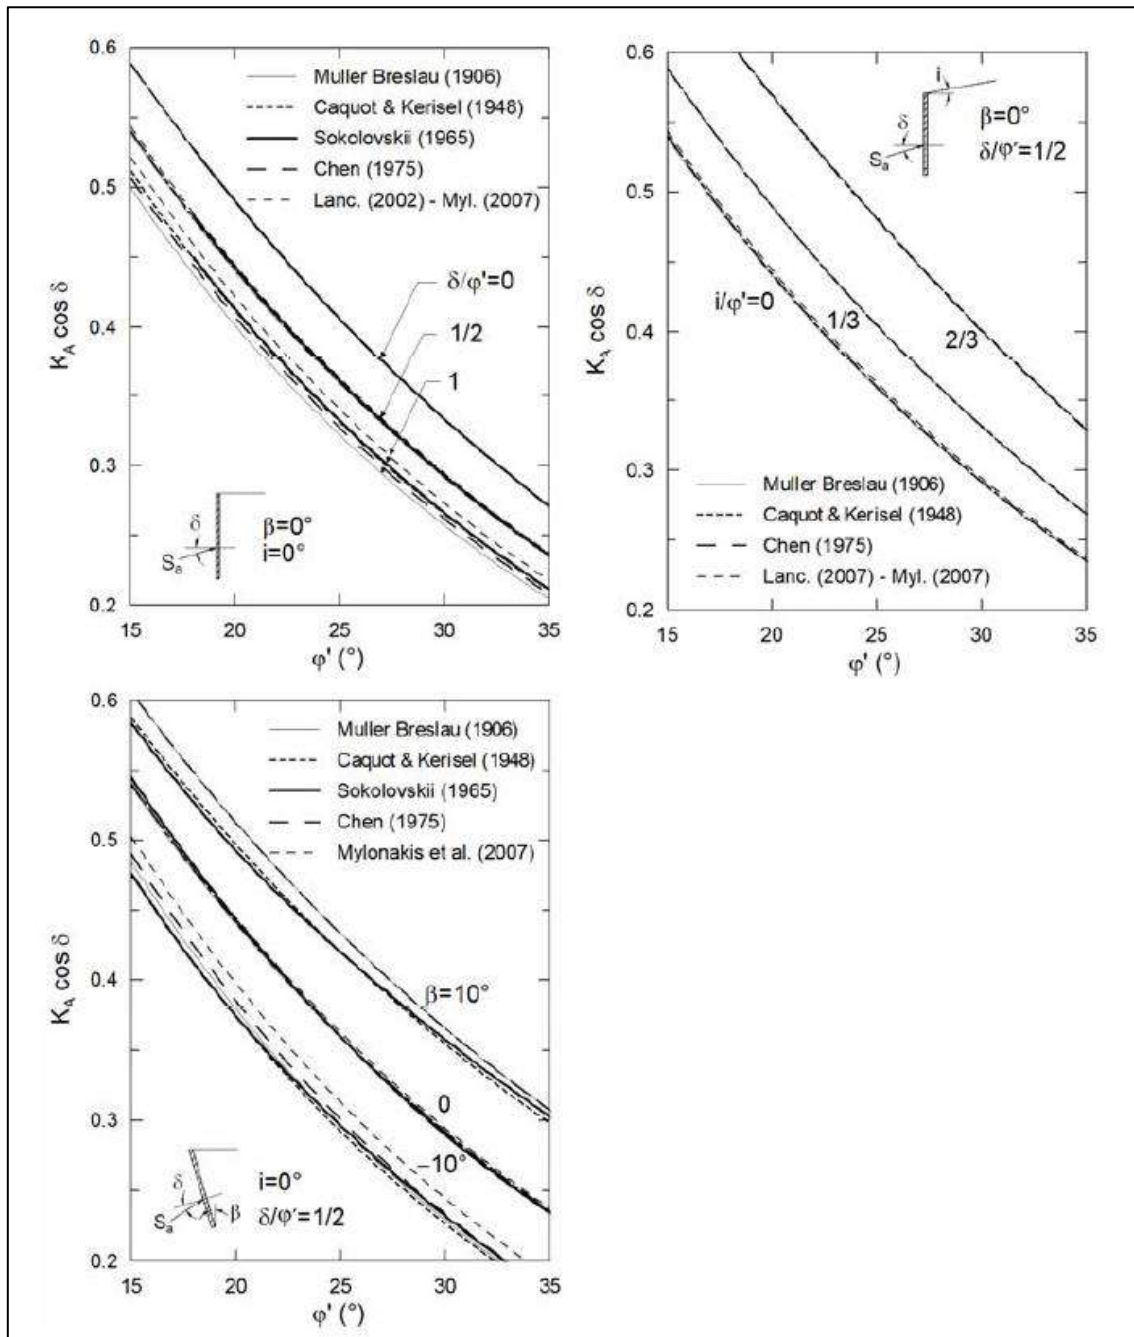 0.6
0.5
0.4
0.3
0.2
K_A cos δ
Muller Breslau (1906)
Caquot & Kerisel (1948)
Sokolovskii (1965)
Chen (1975)
Lanc. (2002) - Myl. (2007)
δ/φ'=0
1/2
1
δ
S_a
β=0°
i=0°
15 20 25 30 35
φ' (°)
0.6
0.5
0.4
0.3
0.2
K_A cos δ
i
β=0°
δ
δ/φ'=1/2
S_a
i/φ'=0
1/3
2/3
Muller Breslau (1906)
Caquot & Kerisel (1948)
Chen (1975)
Lanc. (2007) - Myl. (2007)
15 20 25 30 35
φ' (°)
0.6
0.5
0.4
0.3
0.2
K_A cos δ
Muller Breslau (1906)
Caquot & Kerisel (1948)
Sokolovskii (1965)
Chen (1975)
Mylonakis et al. (2007)
β=10°
0
−10°
δ
S_a
β
i=0°
δ/φ'=1/2
15 20 25 30 35
φ' (°)